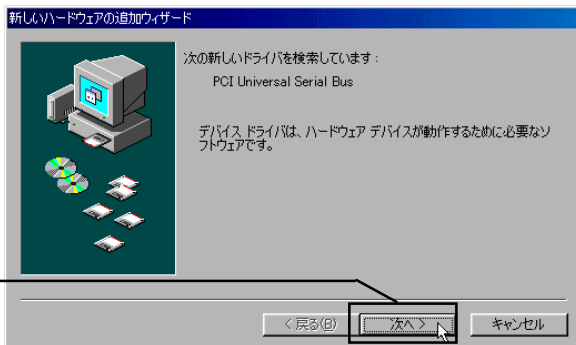 新しいハードウェアの追加ウィザード
次の新しいドライバを検索しています:
PCI Universal Serial Bus
デバイス ドライバは、ハードウェア デバイスが動作するために必要なソ
フトウェアです。
< 戻る(B)
次へ >
キャンセル